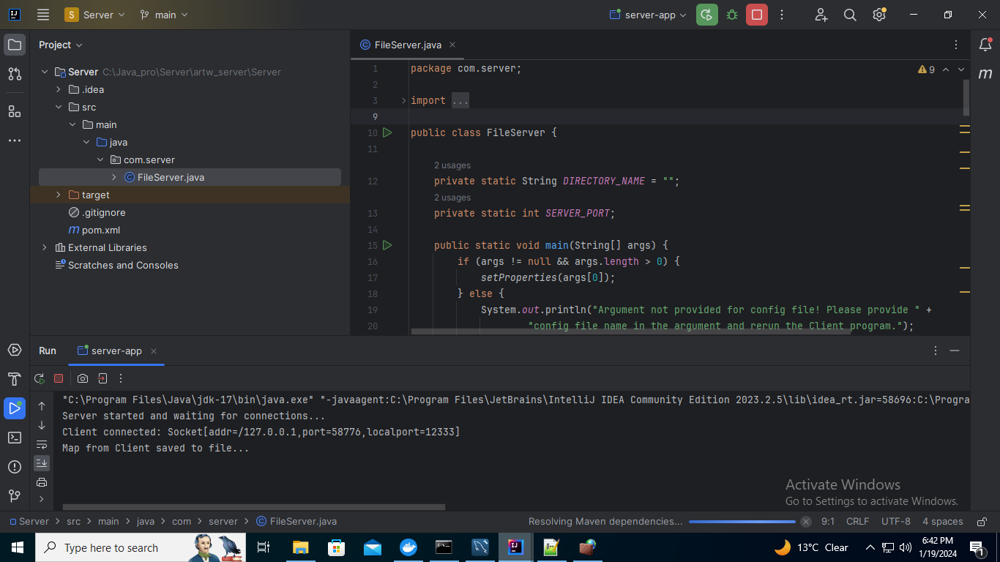 Server
main
server-app
Project
FileServer.java
Server C:\Java_pro\Server\artw_server\Server
.idea
src
main
java
com.server
FileServer.java
target
.gitignore
pom.xml
External Libraries
Scratches and Consoles
9
1 package com.server;
2
3 import ...
9
10 public class FileServer {
11
2 usages
12 private static String DIRECTORY_NAME = "";
2 usages
13 private static int SERVER_PORT;
14
15 public static void main(String[] args) {
16 if (args != null && args.length > 0) {
17 setProperties(args[0]);
18 } else {
19 System.out.println("Argument not provided for config file! Please provide " +
20 "config file name in the argument and rerun the Client program.");
Run server-app
"C:\Program Files\Java\jdk-17\bin\java.exe" "-javaagent:C:\Program Files\JetBrains\IntelliJ IDEA Community Edition 2023.2.5\lib\idea_rt.jar=58696:C:\Progra
Server started and waiting for connections...
Client connected: Socket[addr=/127.0.0.1,port=58776,localport=12333]
Map from Client saved to file...
Activate Windows
Go to Settings to activate Windows.
Server > src > main > java > com > server > FileServer.java
Resolving Maven dependencies... 9:1 CRLF UTF-8 4 spaces
Type here to search
13°C Clear
6:42 PM
1/19/2024
1